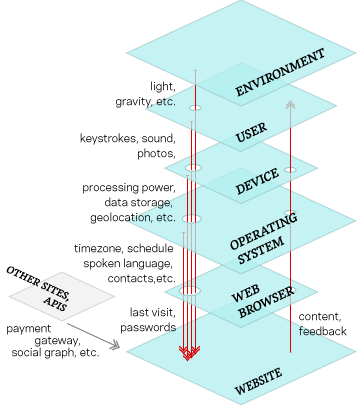 ENVIRONMENT
light,
gravity, etc.
USER
keystrokes, sound,
photos,
DEVICE
processing power,
data storage,
geolocation, etc.
OPERATING
SYSTEM
timezone, schedule
spoken language,
contacts,etc.
WEB
BROWSER
OTHER SITES,
APIS
last visit,
passwords
content,
feedback
payment
gateway,
social graph, etc.
WEBSITE